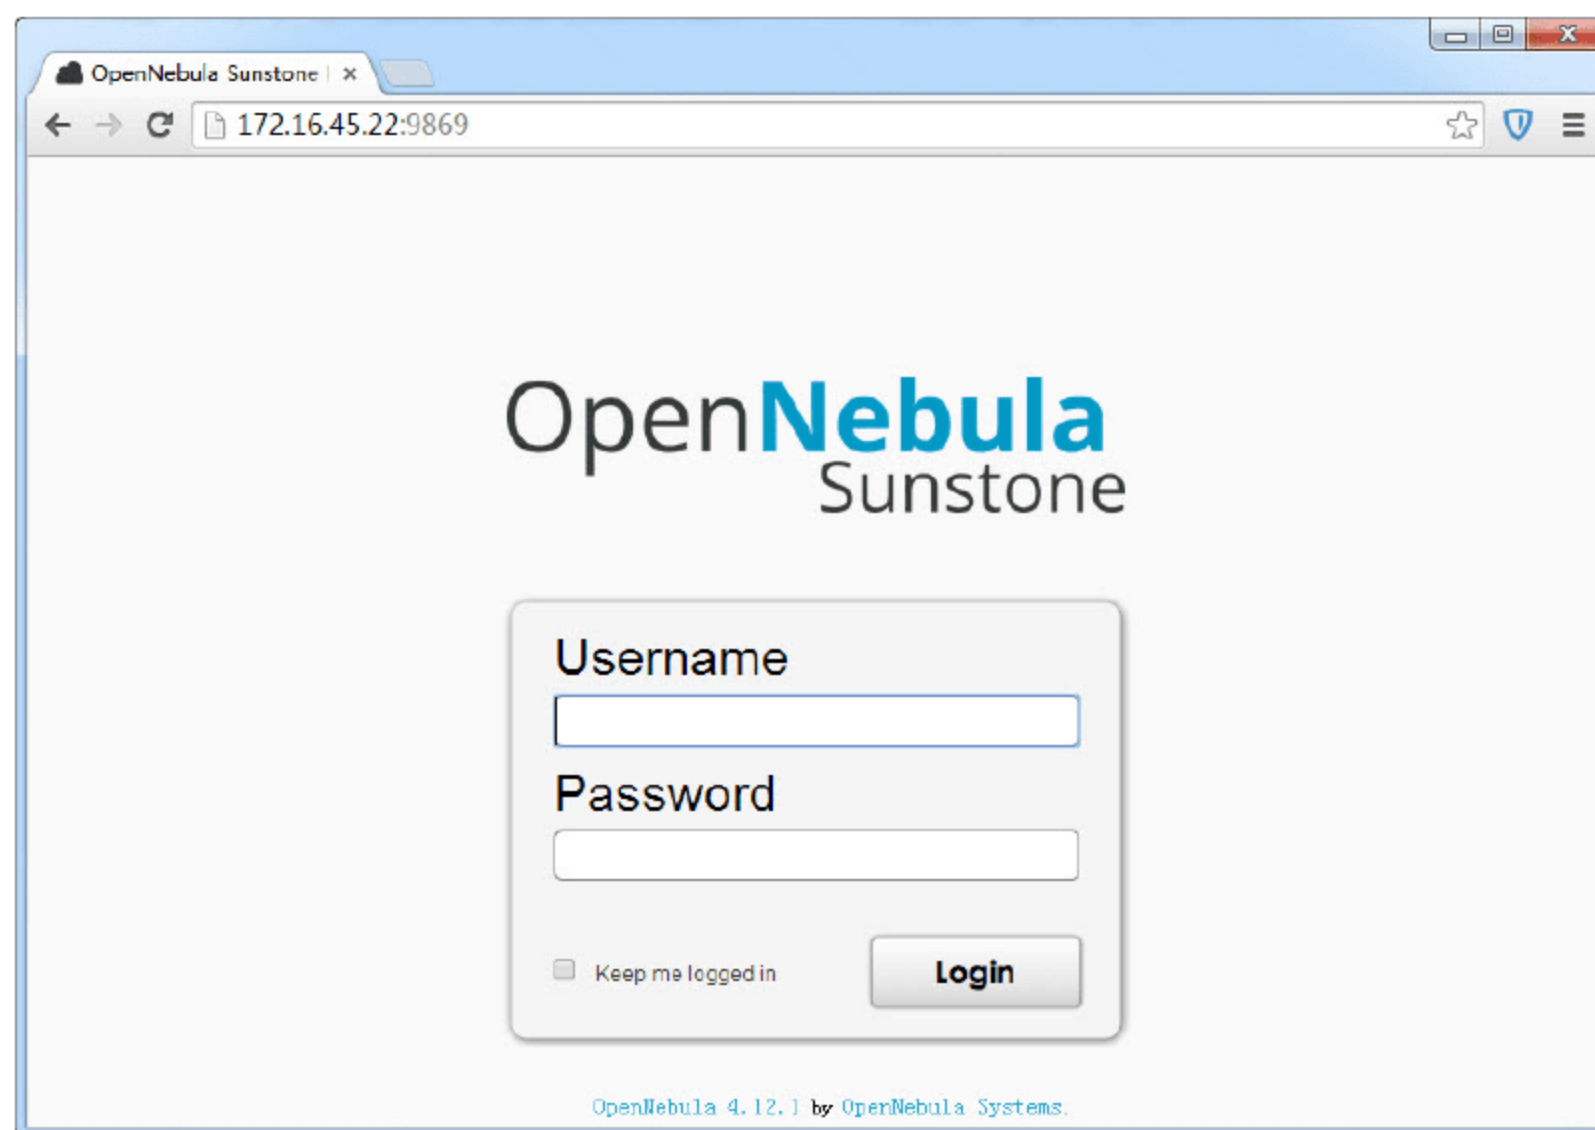 OpenNebula Sunstone
172.16.45.22:9869
OpenNebula
Sunstone
Username
Password
Keep me logged in
Login
OpenNebula 4.12.1 by OpenNebula Systems.